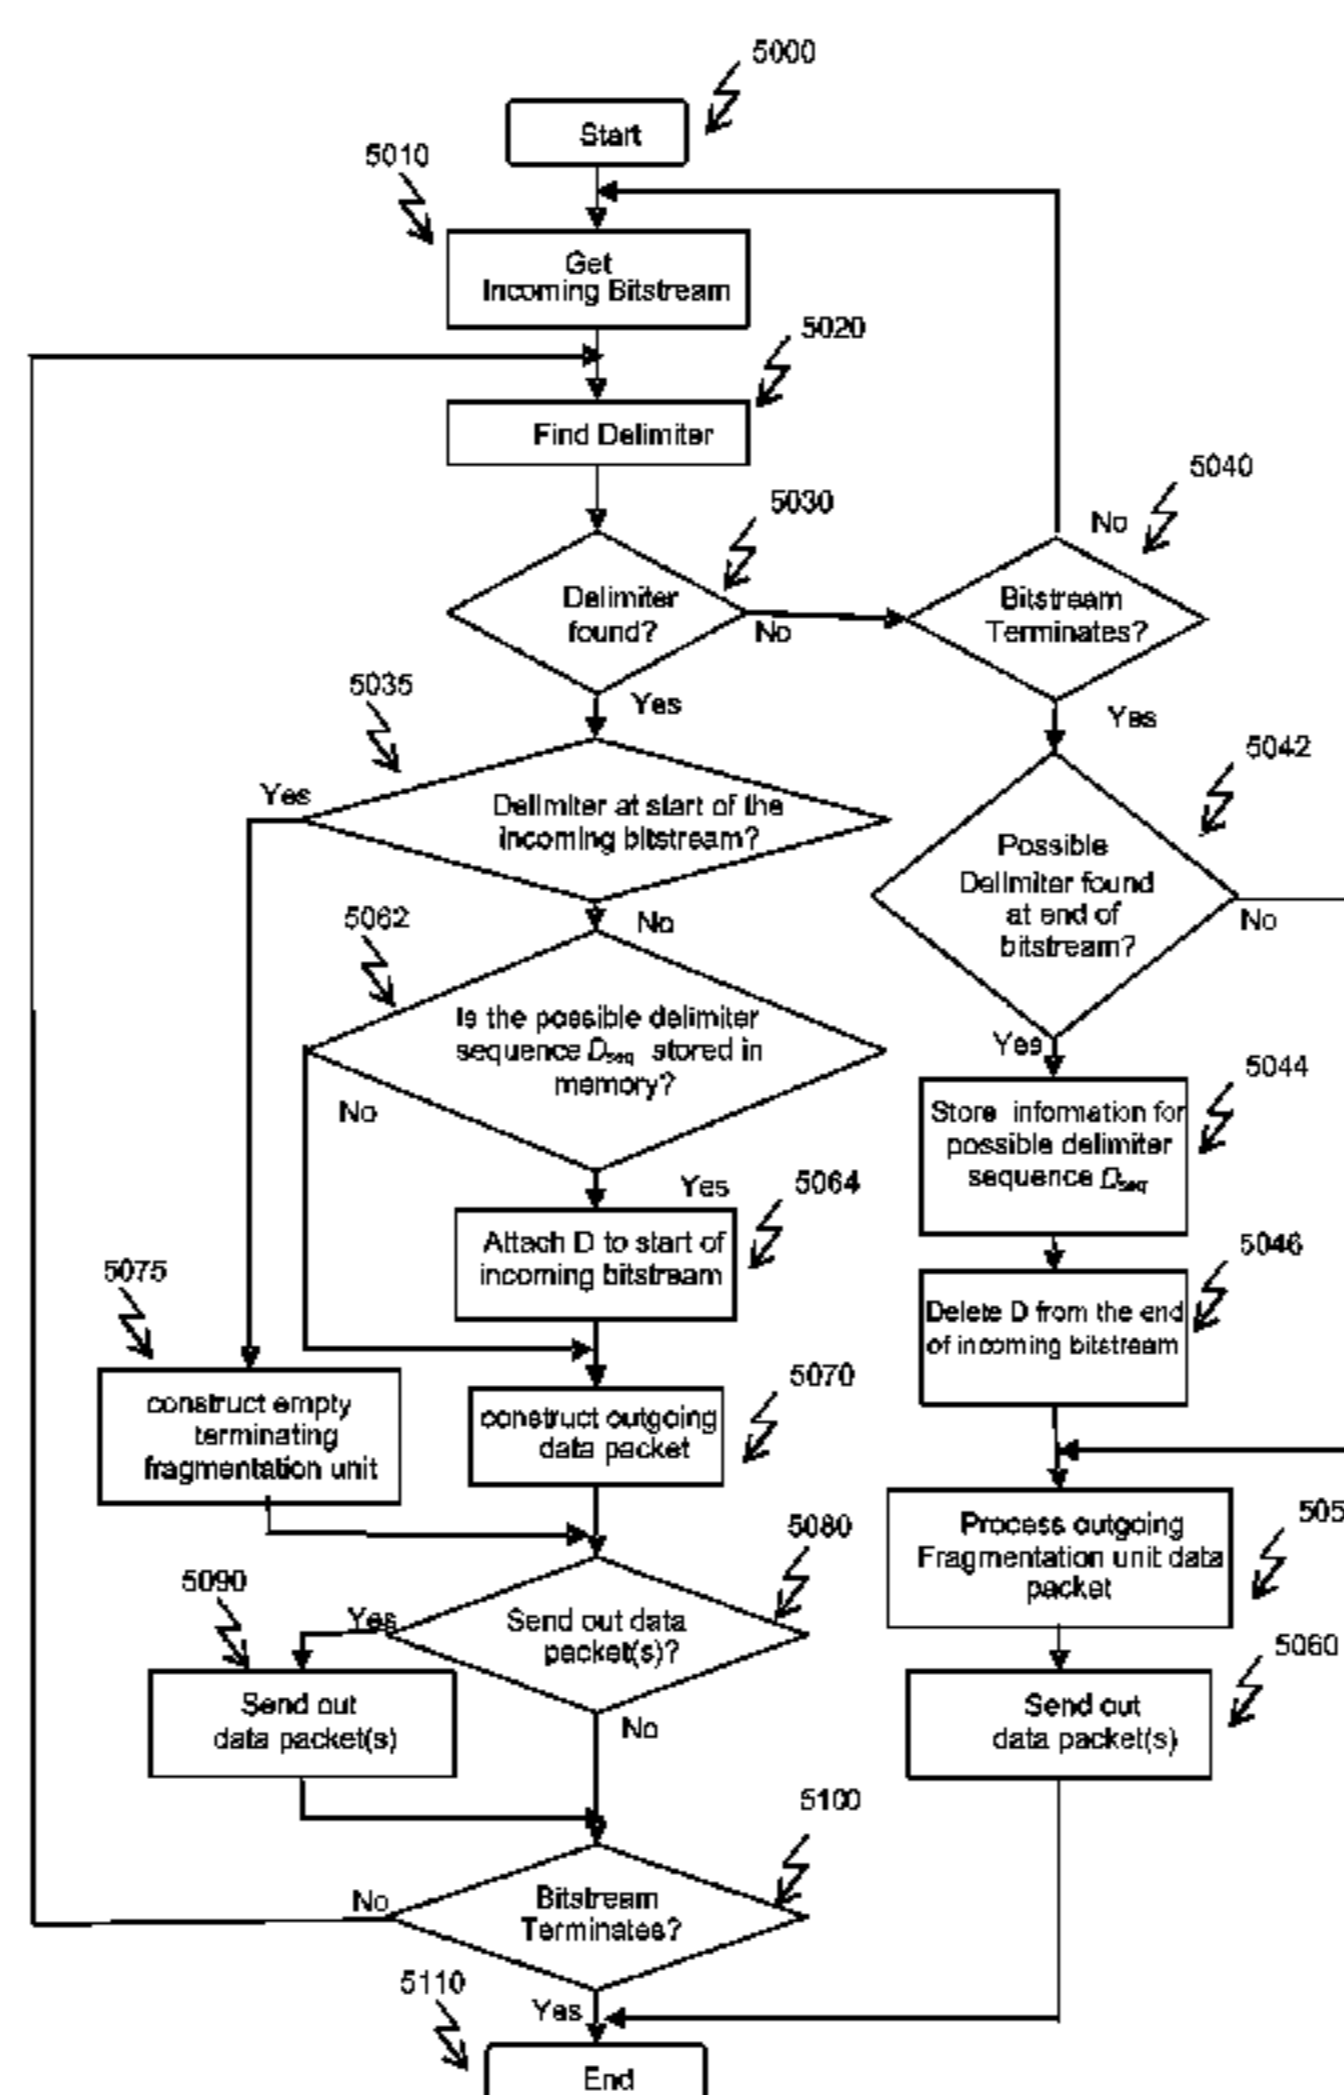 5000
Start
5010
Get
Incoming Bitstream
5020
Find Delimiter
5030
Delimiter
found?
No
Yes
5040
No
Bitstream
Terminates?
Yes
5035
Yes
Delimiter at start of the
incoming bitstream?
No
5042
Possible
Delimiter found
at end of
bitstream?
No
Yes
5062
Is the possible delimiter
sequence Dseq stored in
memory?
No
Yes
5044
Store information for
possible delimiter
sequence Dseq
5064
Attach D to start of
incoming bitstream
5046
Delete D from the end
of incoming bitstream
5075
construct empty
terminating
fragmentation unit
5070
construct outgoing
data packet
505
Process outgoing
Fragmentation unit data
packet
5080
Send out data
packet(s)?
Yes
No
5090
Send out
data packet(s)
5060
Send out
data packet(s)
5100
Bitstream
Terminates?
No
Yes
5110
End